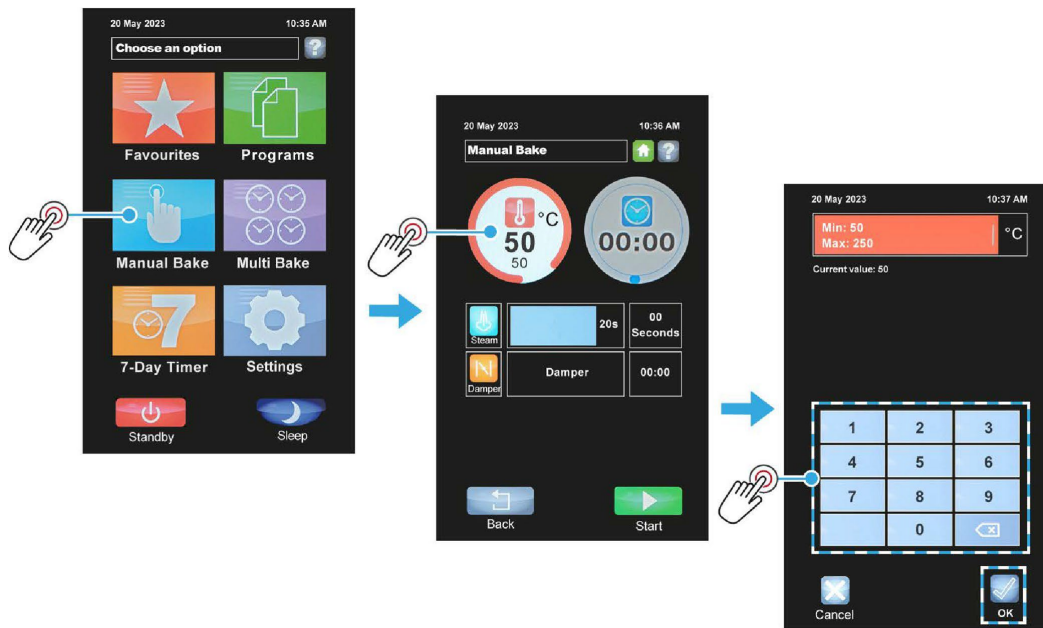 20 May 2023 10:35 AM
Choose an option ?
Favourites Programs
Manual Bake Multi Bake
7
7-Day Timer Settings
Standby Sleep
20 May 2023 10:36 AM
Manual Bake ?
°C
50 00:00
50
20s 00 Seconds
Steam
Damper 00:00
Damper
Back Start
20 May 2023 10:37 AM
Min: 50
Max: 250
°C
Current value: 50
1 2 3
4 5 6
7 8 9
0
Cancel OK